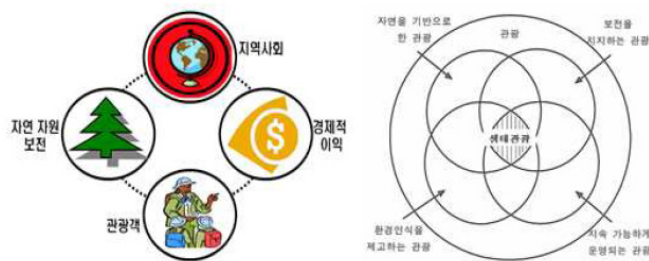 지역사회
자연 자원
보전
경제적
이익
관광객
자연을 기반으로
한 관광
관광
보전을
지지하는 관광
생태관광
환경인식을
제고하는 관광
지속 가능하게
운영되는 관광